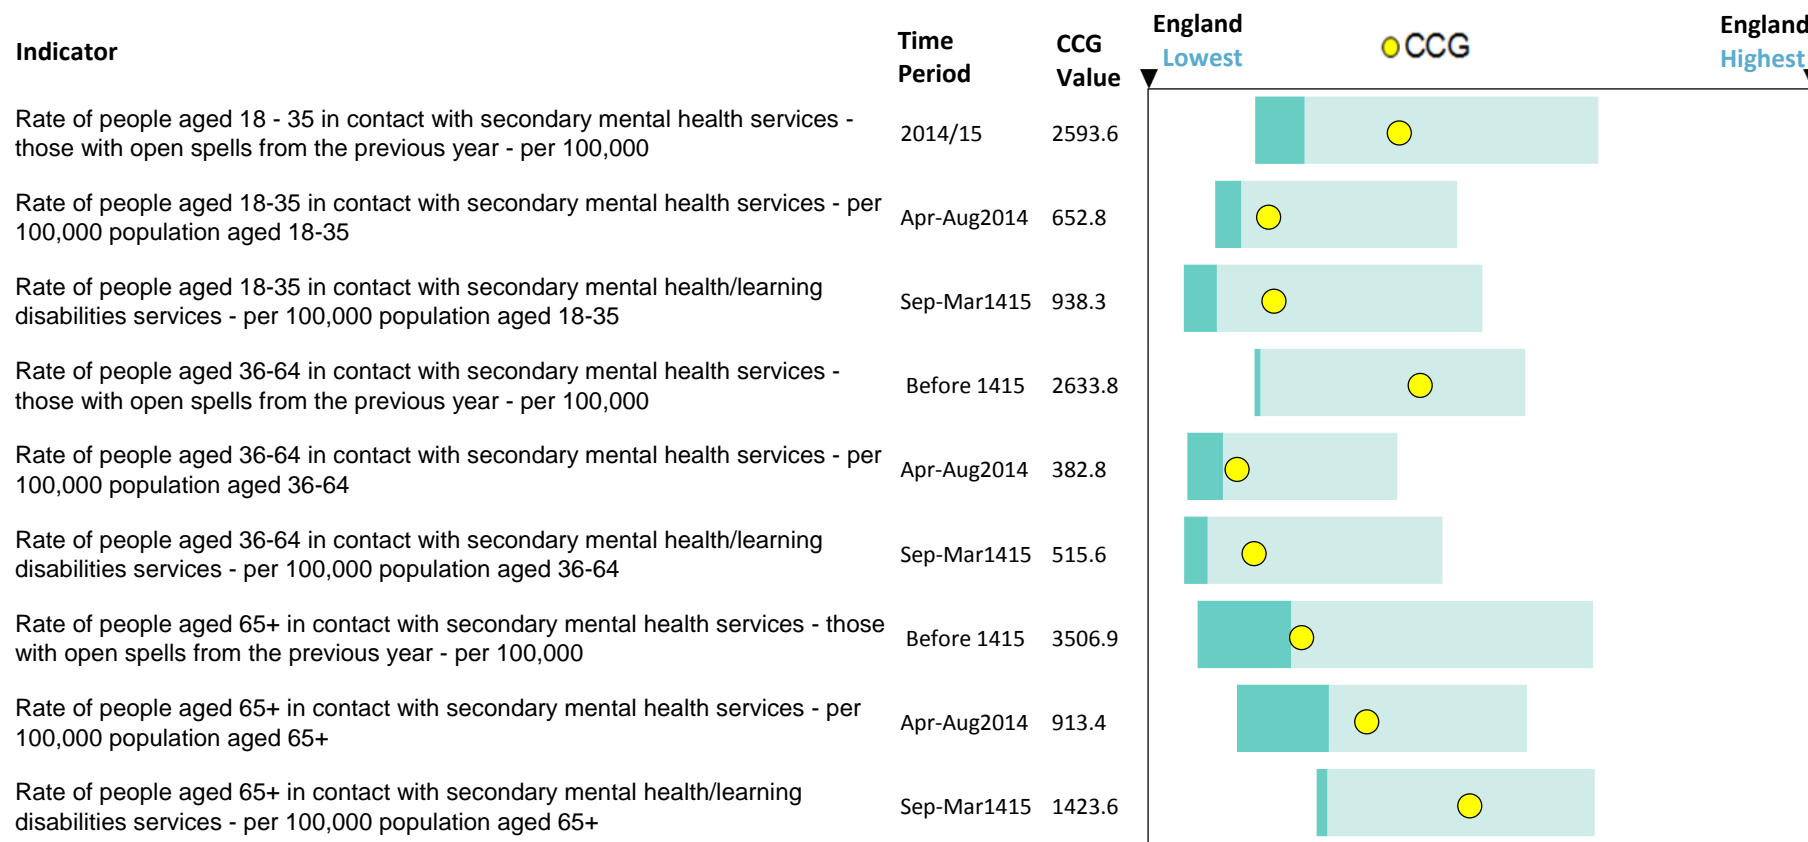 Indicator
Time
Period
CCG
Value
England
Lowest
CCG
England
Highest
Rate of people aged 18 - 35 in contact with secondary mental health services -
those with open spells from the previous year - per 100,000
2014/15
2593.6
Rate of people aged 18-35 in contact with secondary mental health services - per
100,000 population aged 18-35
Apr-Aug2014
652.8
Rate of people aged 18-35 in contact with secondary mental health/learning
disabilities services - per 100,000 population aged 18-35
Sep-Mar1415
938.3
Rate of people aged 36-64 in contact with secondary mental health services -
those with open spells from the previous year - per 100,000
Before 1415
2633.8
Rate of people aged 36-64 in contact with secondary mental health services - per
100,000 population aged 36-64
Apr-Aug2014
382.8
Rate of people aged 36-64 in contact with secondary mental health/learning
disabilities services - per 100,000 population aged 36-64
Sep-Mar1415
515.6
Rate of people aged 65+ in contact with secondary mental health services - those
with open spells from the previous year - per 100,000
Before 1415
3506.9
Rate of people aged 65+ in contact with secondary mental health services - per
100,000 population aged 65+
Apr-Aug2014
913.4
Rate of people aged 65+ in contact with secondary mental health/learning
disabilities services - per 100,000 population aged 65+
Sep-Mar1415
1423.6